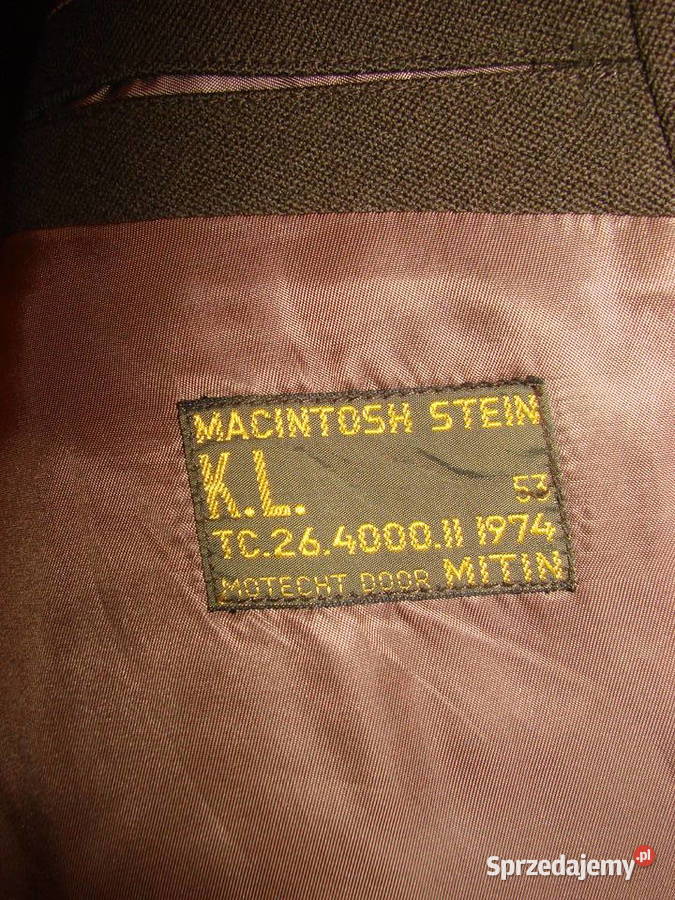 MACINTOSH STEIN
K.L. 53
TC.26.4000.II 1974
MOTECHT DOOR MITIN
Sprzedajemy.pl